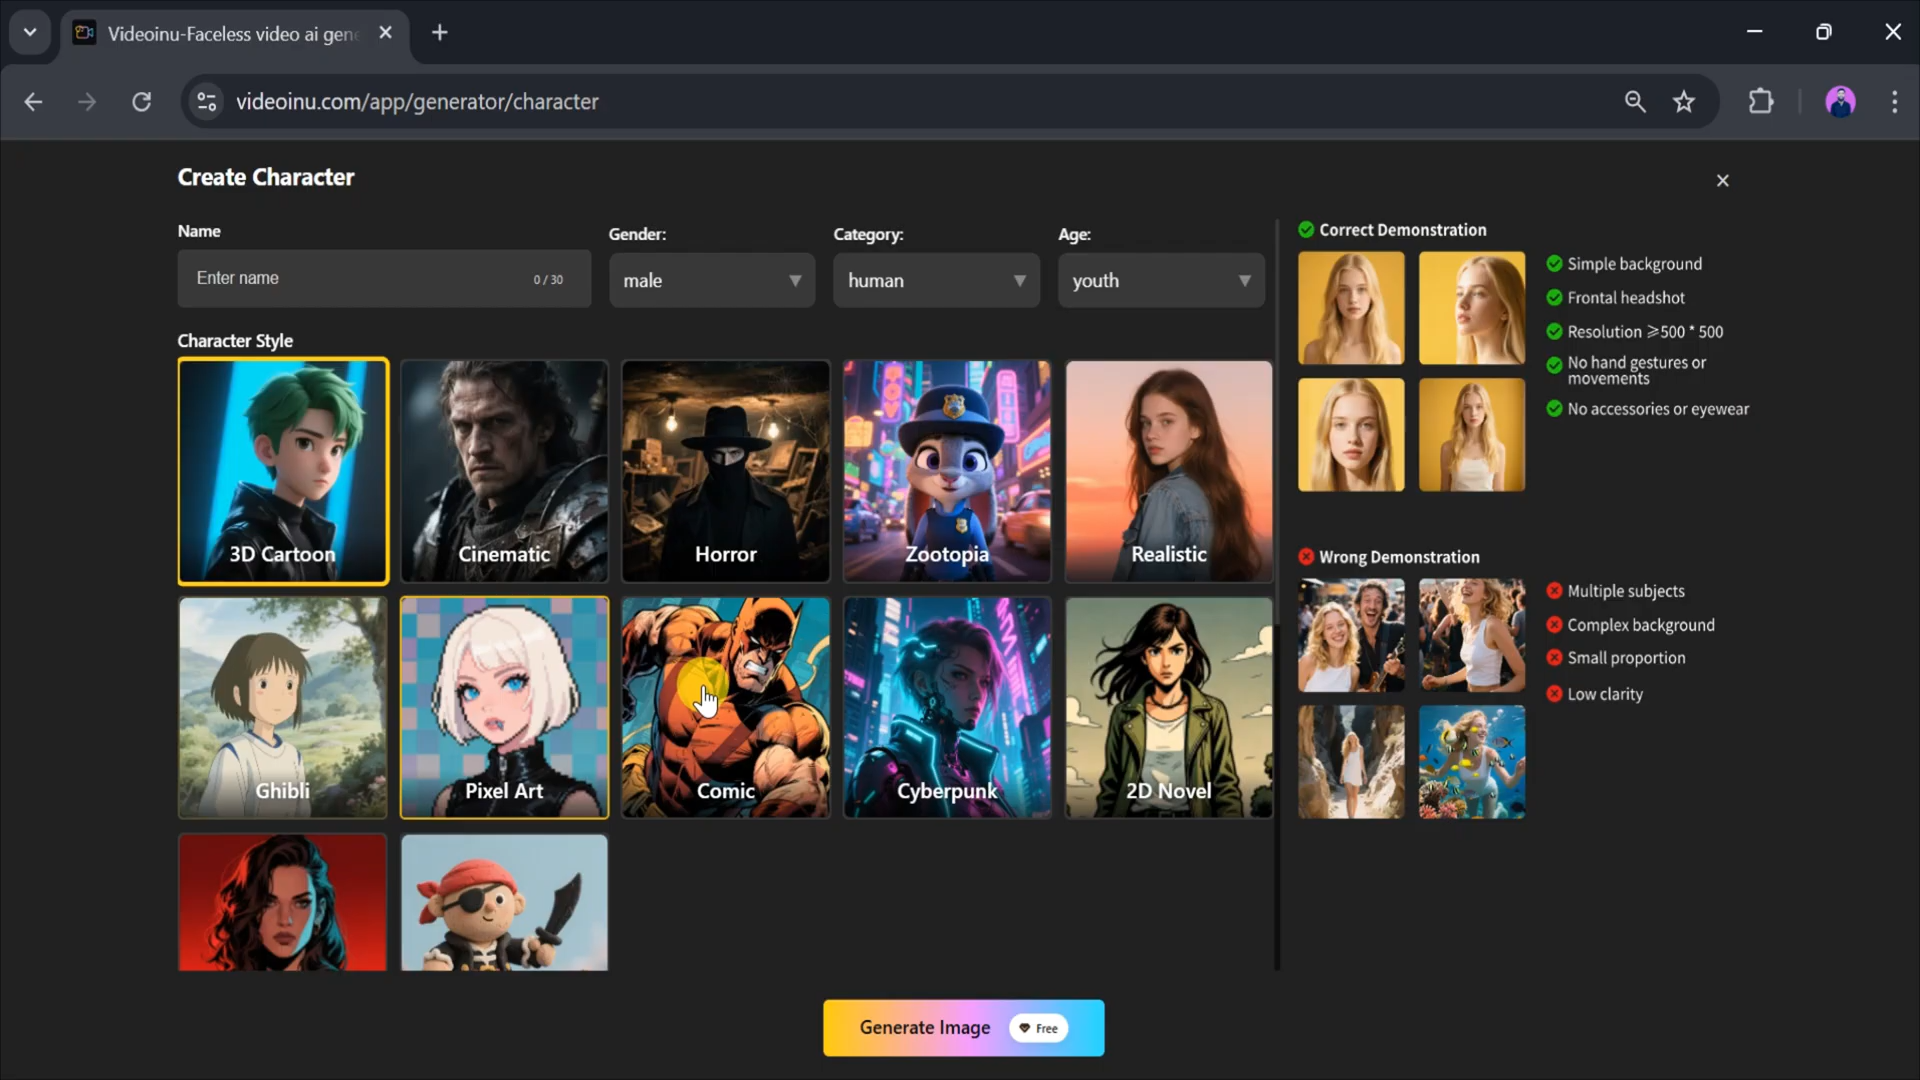 Videoinu-Faceless video ai gene
videoinu.com/app/generator/character
Create Character
Name
Enter name
0 / 30
Gender:
male
Category:
human
Age:
youth
Character Style
3D Cartoon
Cinematic
Horror
Zootopia
Realistic
Ghibli
Pixel Art
Comic
Cyberpunk
2D Novel
Correct Demonstration
Simple background
Frontal headshot
Resolution ≥500 * 500
No hand gestures or
movements
No accessories or eyewear
Wrong Demonstration
Multiple subjects
Complex background
Small proportion
Low clarity
Generate Image
Free